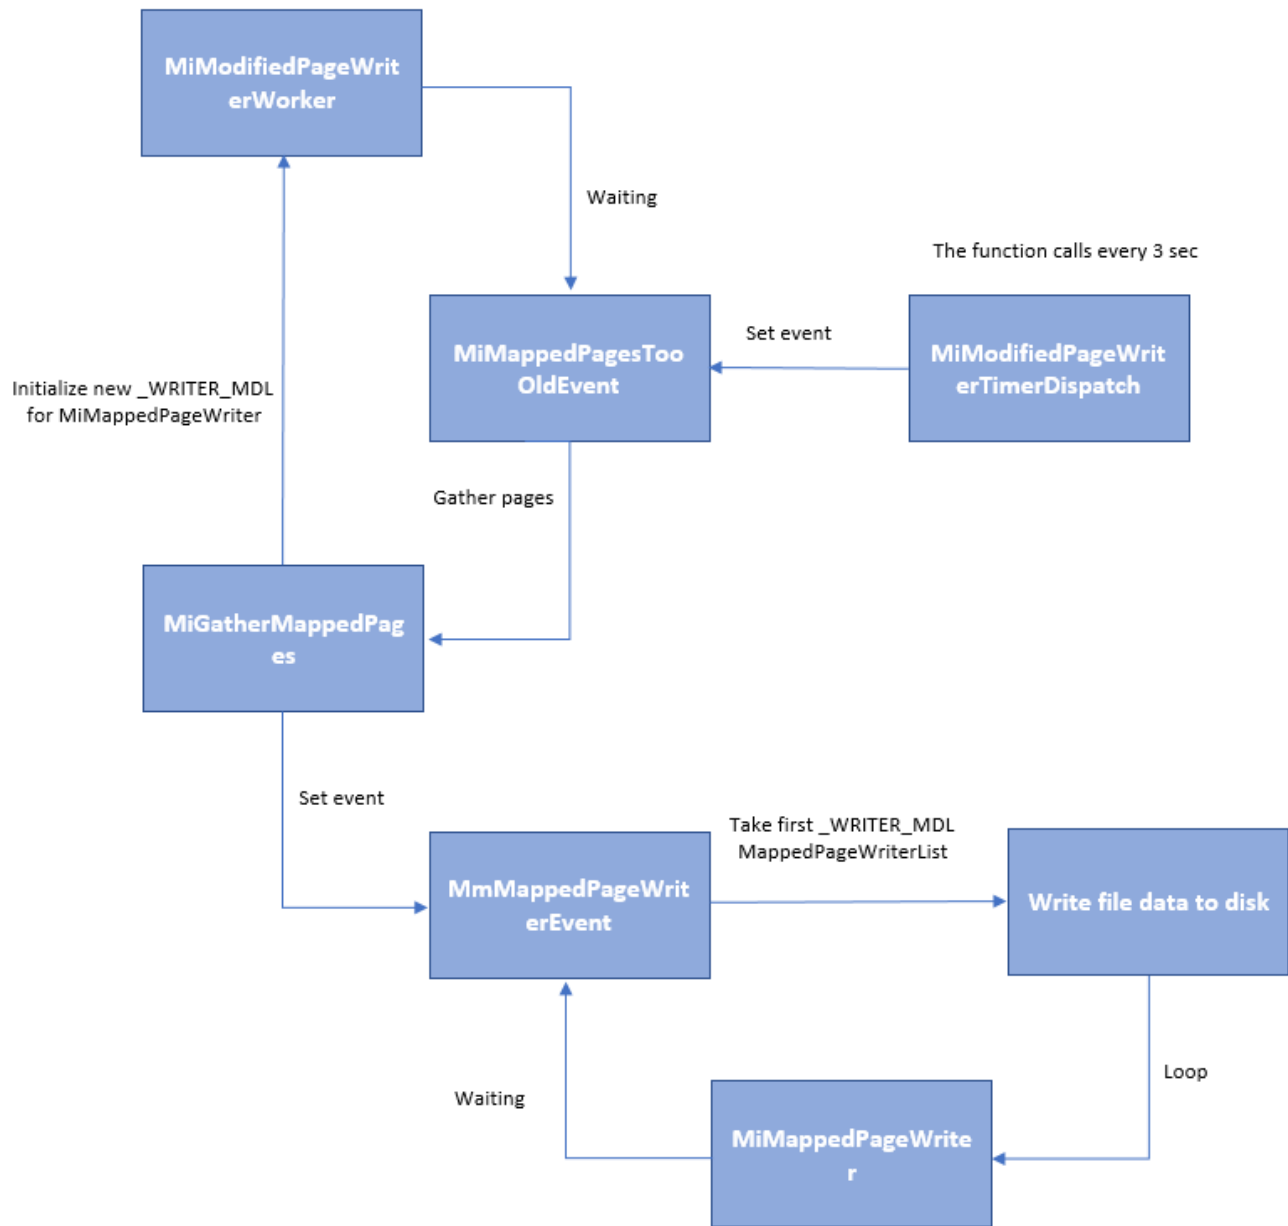 MiModifiedPageWrit
erWorker
Waiting
The function calls every 3 sec
MiMappedPagesToo
OldEvent
Set event
MiModifiedPageWri
terTimerDispatch
Initialize new _WRITER_MDL
for MiMappedPageWriter
Gather pages
MiGatherMappedPag
es
Set event
MmMappedPageWrit
erEvent
Take first _WRITER_MDL
MappedPageWriterList
Write file data to disk
Waiting
Loop
MiMappedPageWrite
r